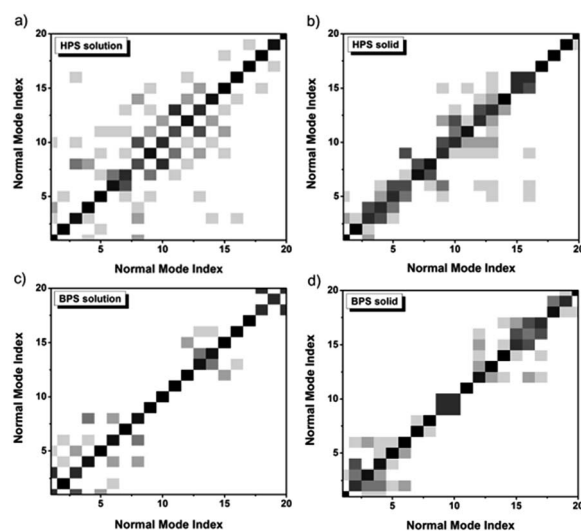 a)
HPS solution
20
15
10
5
5 10 15 20
Normal Mode Index
Normal Mode Index
b)
HPS solid
20
15
10
5
5 10 15 20
Normal Mode Index
Normal Mode Index
c)
BPS solution
20
15
10
5
5 10 15 20
Normal Mode Index
Normal Mode Index
d)
BPS solid
20
15
10
5
5 10 15 20
Normal Mode Index
Normal Mode Index